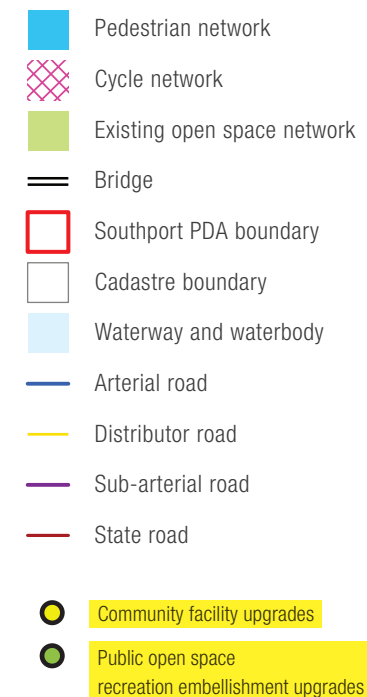 Pedestrian network
Cycle network
Existing open space network
Bridge
Southport PDA boundary
Cadastre boundary
Waterway and waterbody
Arterial road
Distributor road
Sub-arterial road
State road
Community facility upgrades
Public open space
recreation embellishment upgrades